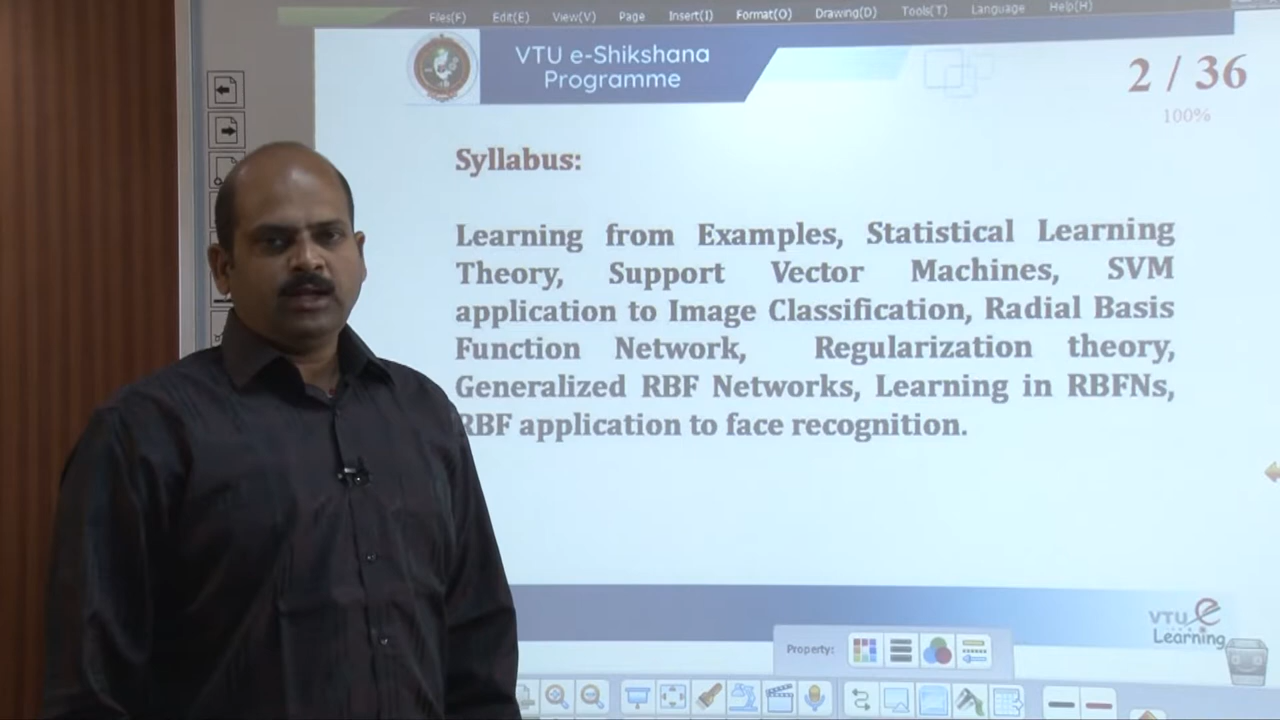 Files(F) Edit(E) View(V) Page Insert(I) Format(O) Drawing(D) Tools(T) Language Help(H)
VTU e-Shikshana
Programme
2 / 36
100%
Syllabus:
Learning from Examples, Statistical Learning
Theory, Support Vector Machines, SVM
application to Image Classification, Radial Basis
Function Network, Regularization theory,
Generalized RBF Networks, Learning in RBFNs,
RBF application to face recognition.
VTU e
Learning
Property: